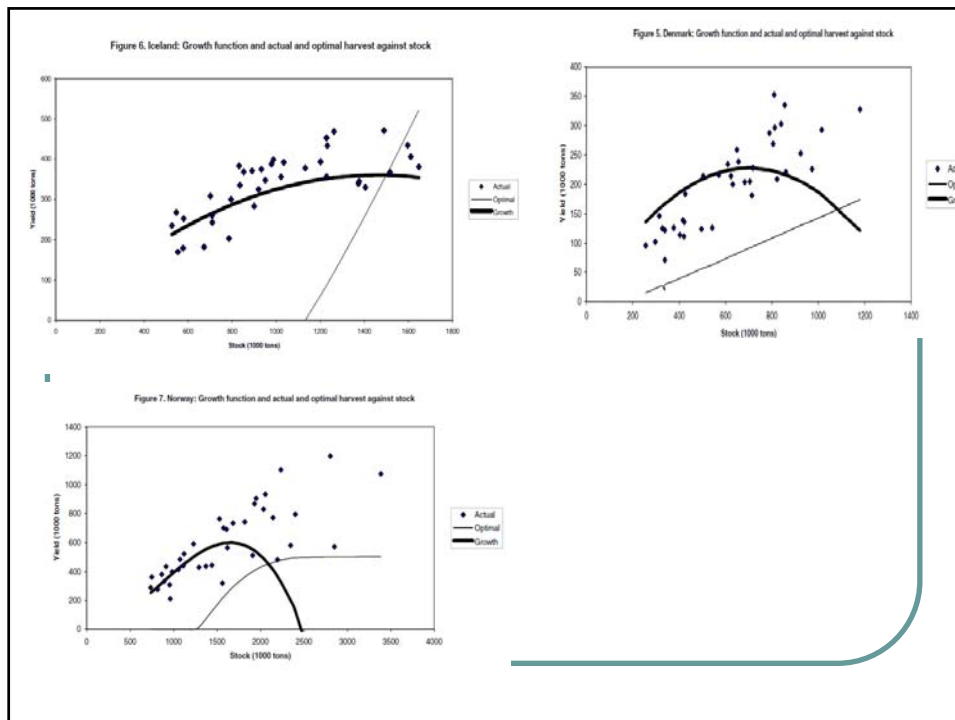 Figure 6. Iceland: Growth function and actual and optimal harvest against stock
600
500
400
300
200
100
0
Yield (1000 tons)
0 200 400 600 800 1000 1200 1400 1600 1800
Stock (1000 tons)
Actual
Optimal
Growth
Figure 5. Denmark: Growth function and actual and optimal harvest against stock
400
350
300
250
200
150
100
50
0
Yield (1000 tons)
0 200 400 600 800 1000 1200 1400
Stock (1000 tons)
Figure 7. Norway: Growth function and actual and optimal harvest against stock
1400
1200
1000
800
600
400
200
0
Yield (1000 tons)
0 500 1000 1500 2000 2500 3000 3500 4000
Stock (1000 tons)
Actual
Optimal
Growth